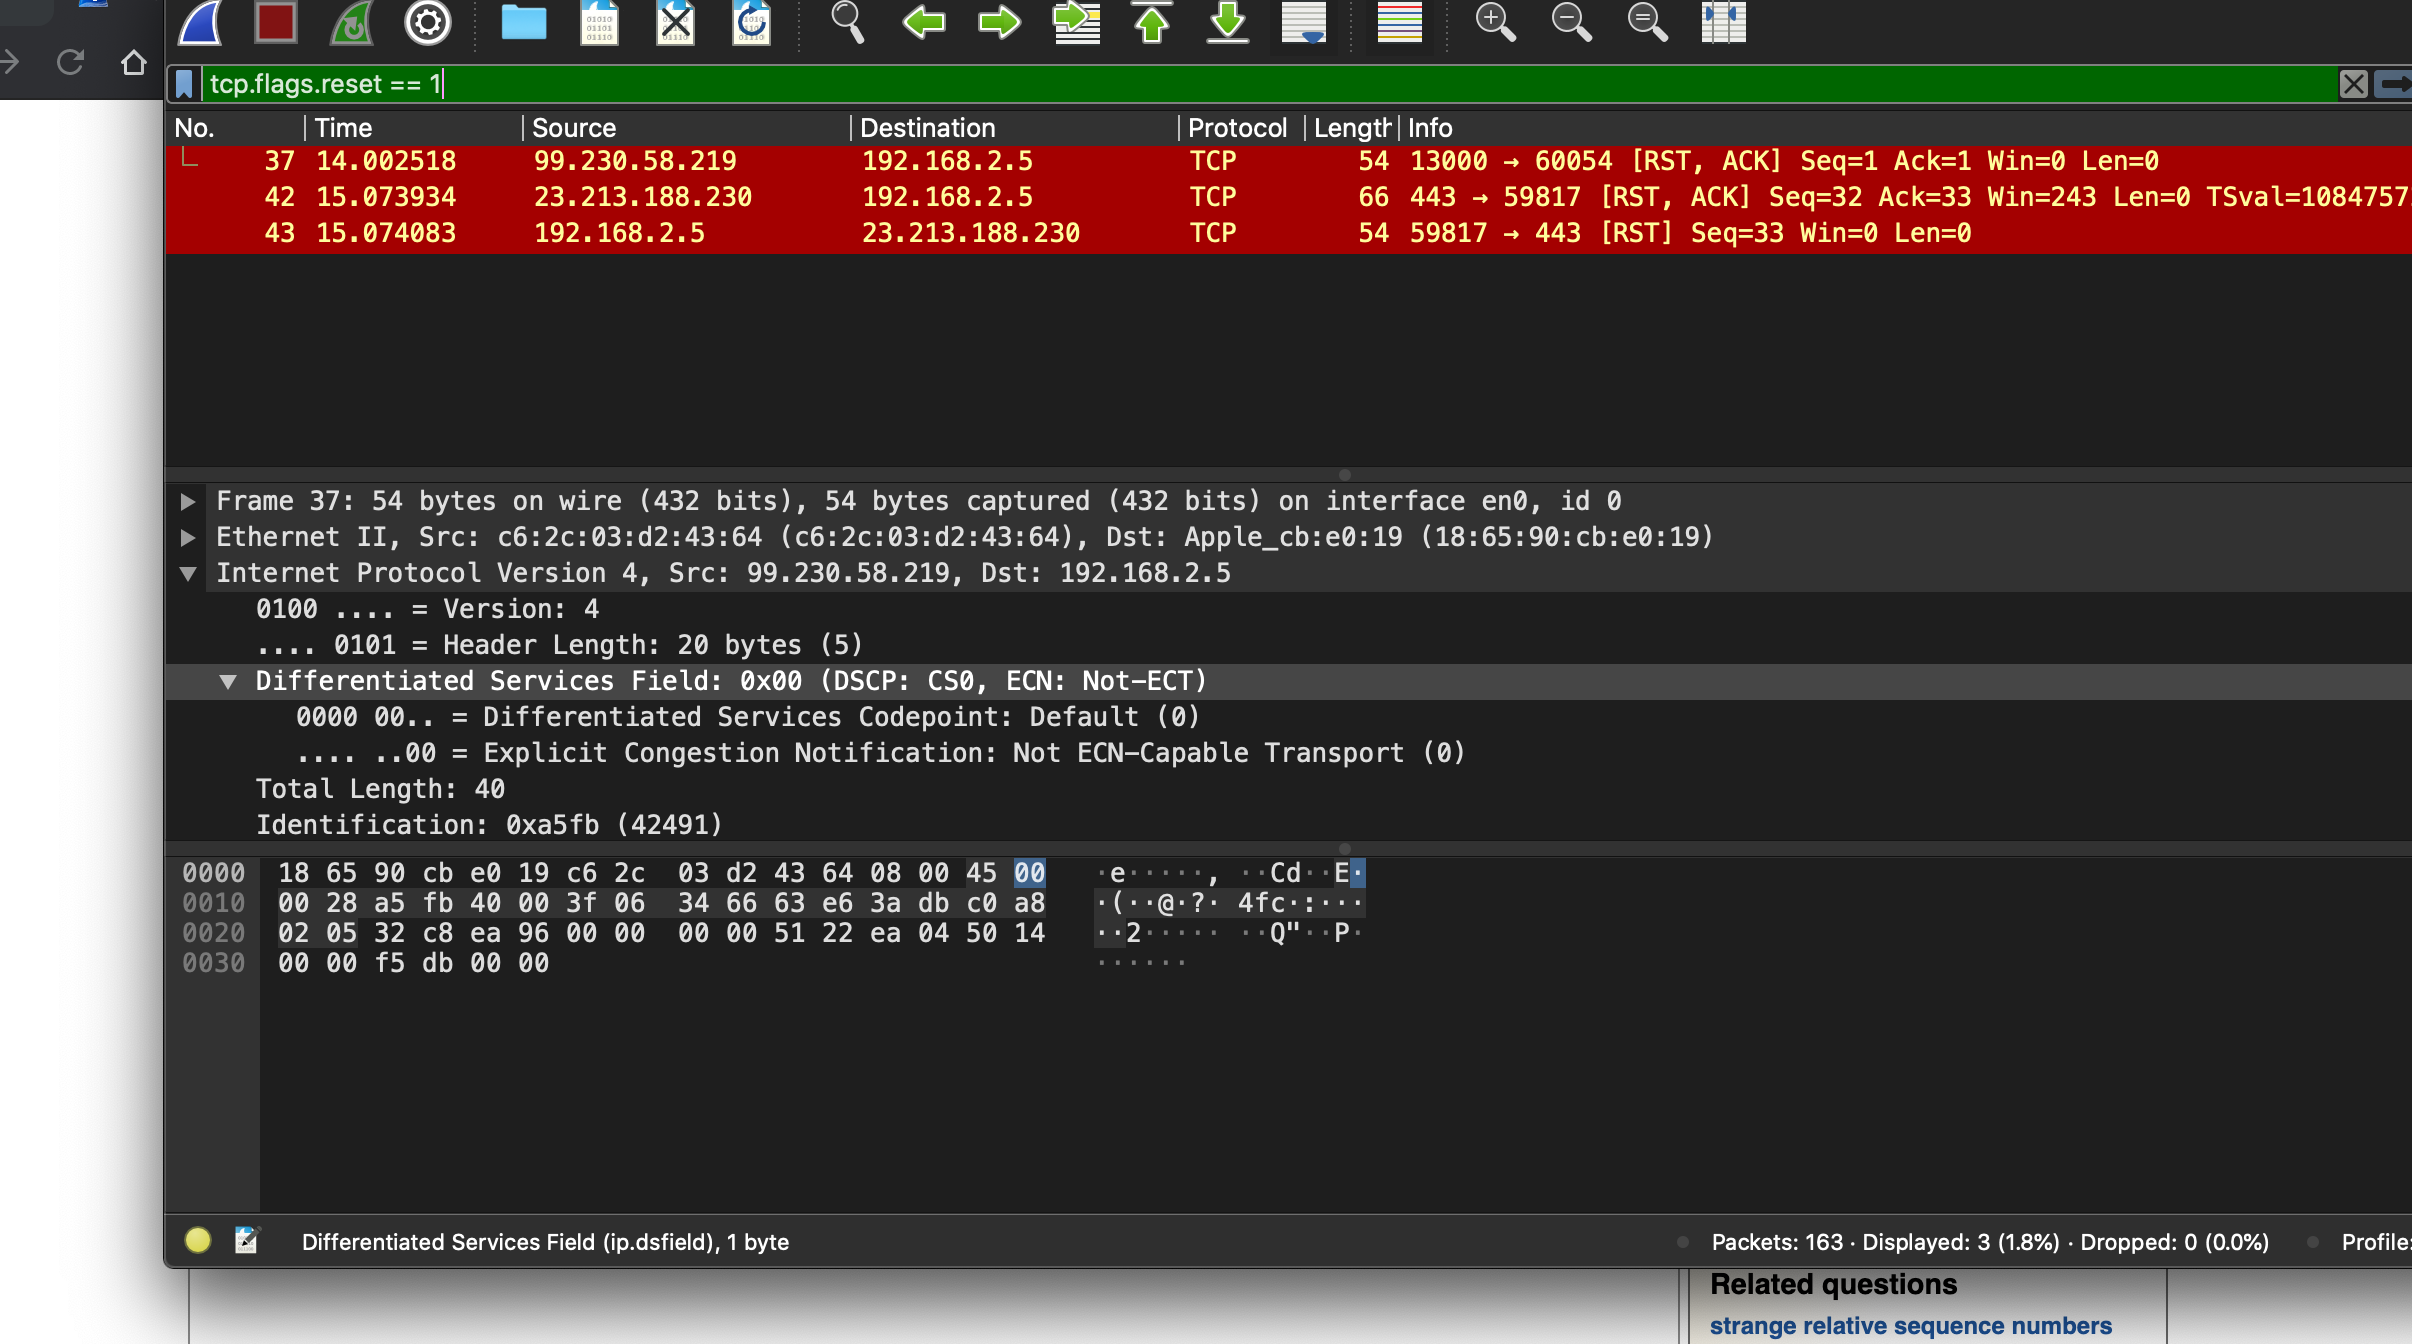 tcp.flags.reset == 1
No. Time Source Destination Protocol Length Info
37 14.002518 99.230.58.219 192.168.2.5 TCP 54 13000 → 60054 [RST, ACK] Seq=1 Ack=1 Win=0 Len=0
42 15.073934 23.213.188.230 192.168.2.5 TCP 66 443 → 59817 [RST, ACK] Seq=32 Ack=33 Win=243 Len=0 TSval=1084757
43 15.074083 192.168.2.5 23.213.188.230 TCP 54 59817 → 443 [RST] Seq=33 Win=0 Len=0
Frame 37: 54 bytes on wire (432 bits), 54 bytes captured (432 bits) on interface en0, id 0
Ethernet II, Src: c6:2c:03:d2:43:64 (c6:2c:03:d2:43:64), Dst: Apple_cb:e0:19 (18:65:90:cb:e0:19)
Internet Protocol Version 4, Src: 99.230.58.219, Dst: 192.168.2.5
0100 .... = Version: 4
.... 0101 = Header Length: 20 bytes (5)
Differentiated Services Field: 0x00 (DSCP: CS0, ECN: Not-ECT)
0000 00.. = Differentiated Services Codepoint: Default (0)
.... ..00 = Explicit Congestion Notification: Not ECN-Capable Transport (0)
Total Length: 40
Identification: 0xa5fb (42491)
0000 18 65 90 cb e0 19 c6 2c 03 d2 43 64 08 00 45 00 ·e·····, ··Cd··E·
0010 00 28 a5 fb 40 00 3f 06 34 66 63 e6 3a db c0 a8 ·(··@·?· 4fc·:···
0020 02 05 32 c8 ea 96 00 00 00 00 51 22 ea 04 50 14 ··2····· ··Q"··P·
0030 00 00 f5 db 00 00 ······
Differentiated Services Field (ip.dsfield), 1 byte Packets: 163 · Displayed: 3 (1.8%) · Dropped: 0 (0.0%) Profile:
Related questions
strange relative sequence numbers